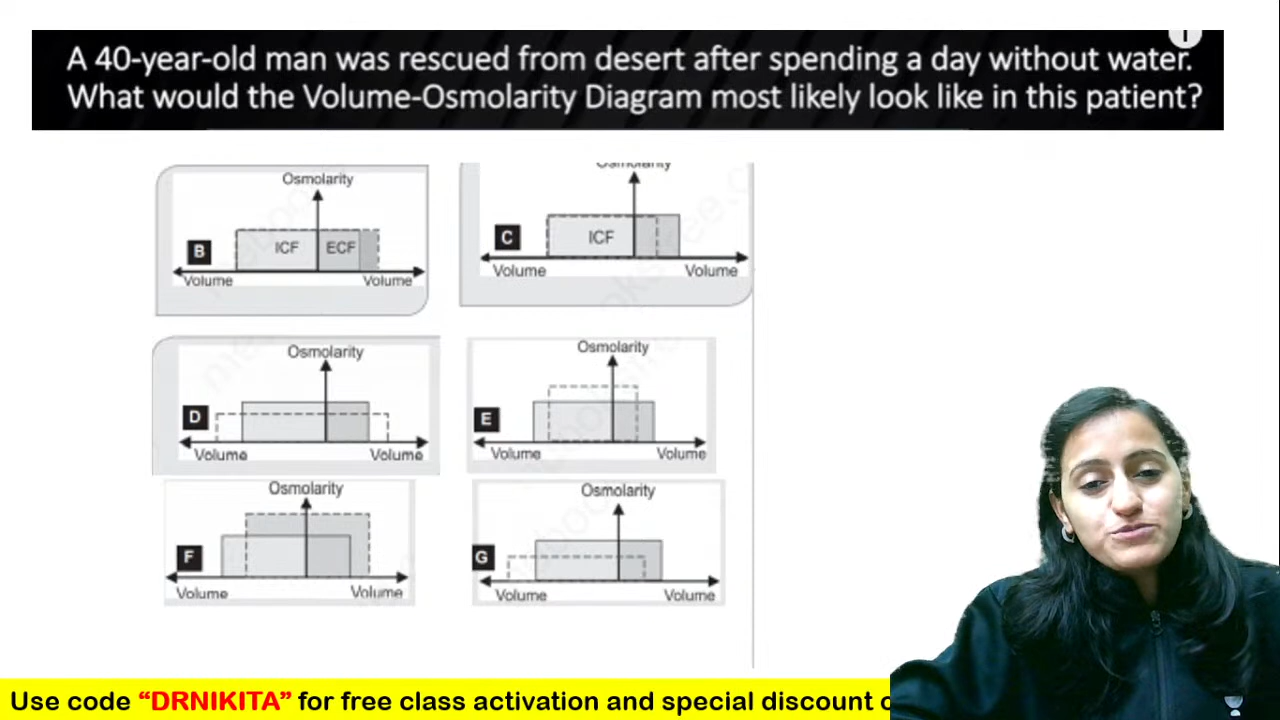 A 40-year-old man was rescued from desert after spending a day without water.
What would the Volume-Osmolarity Diagram most likely look like in this patient?
Osmolarity
B
ICF
ECF
Volume
Volume
Osmolarity
C
ICF
Volume
Volume
Osmolarity
D
Volume
Volume
Osmolarity
E
Volume
Volume
Osmolarity
F
Volume
Volume
Osmolarity
G
Volume
Volume
Use code “DRNIKITA” for free class activation and special discount